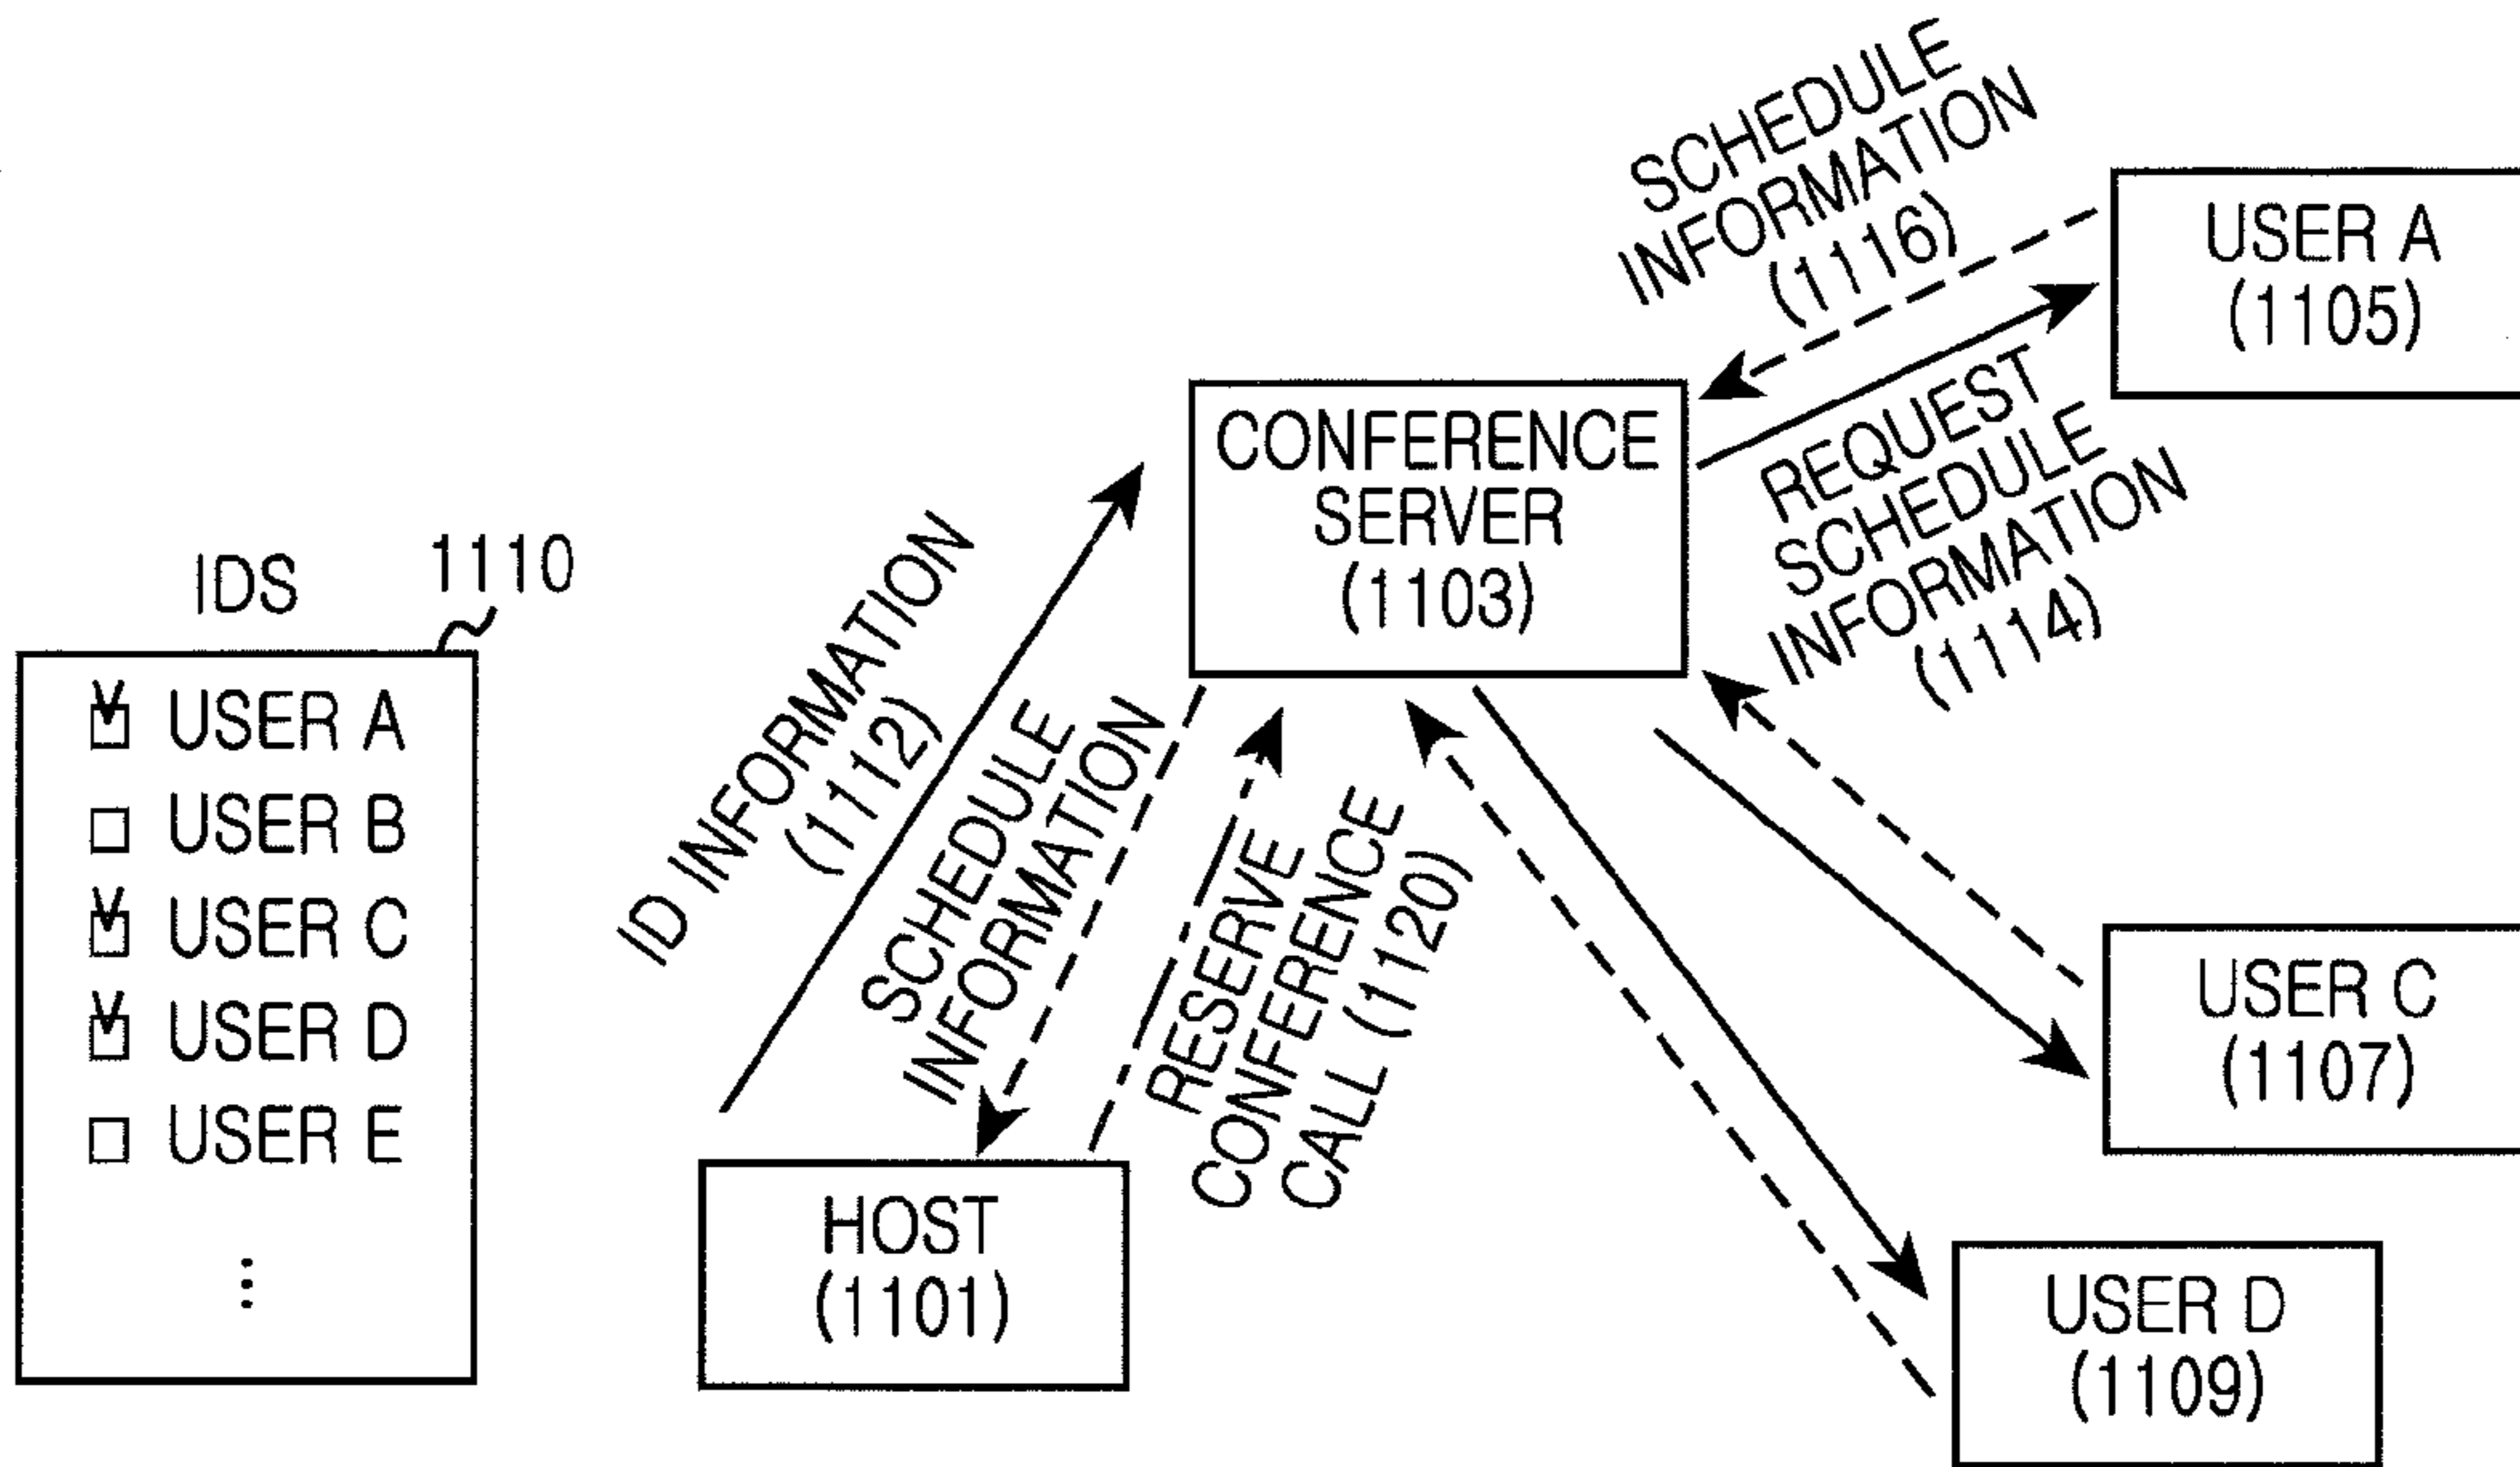 IDS
1110
USER A
USER B
USER C
USER D
USER E
ID INFORMATION
(1112)
SCHEDULE
INFORMATION
HOST
(1101)
RESERVE
CONFERENCE
CALL (1120)
CONFERENCE
SERVER
(1103)
SCHEDULE
INFORMATION
(1116)
REQUEST
SCHEDULE
INFORMATION
(1114)
USER A
(1105)
USER C
(1107)
USER D
(1109)